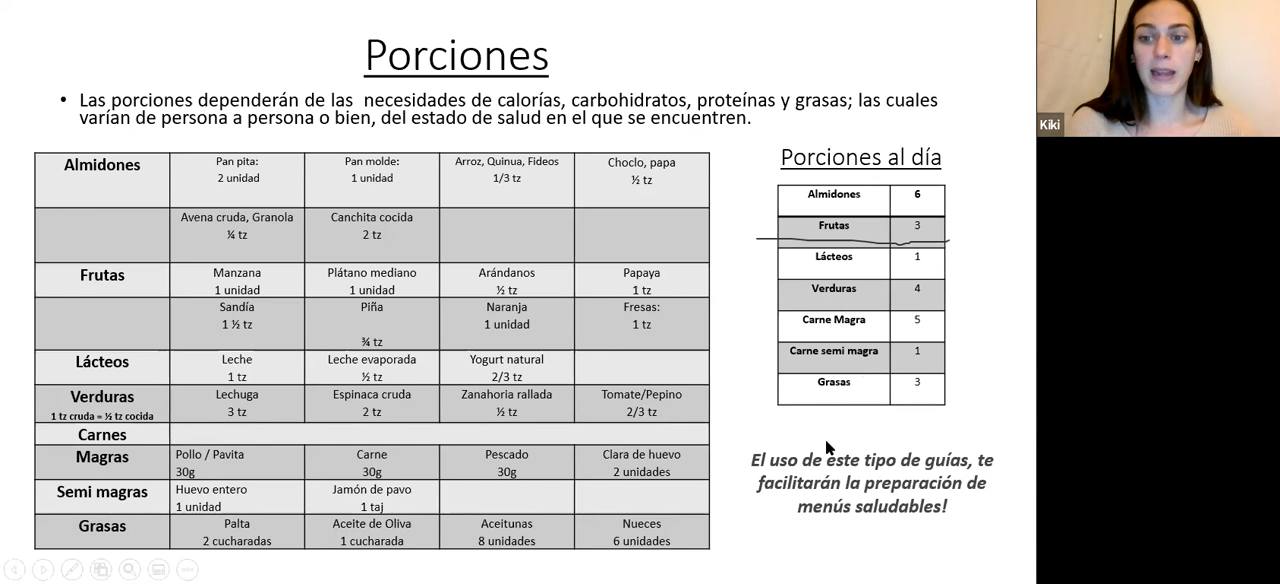 Porciones
• Las porciones dependerán de las necesidades de calorías, carbohidratos, proteínas y grasas; las cuales
varían de persona a persona o bien, del estado de salud en el que se encuentren.
Almidones
Pan pita:
2 unidad
Pan molde:
1 unidad
Arroz, Quinua, Fideos
1/3 tz
Choclo, papa
½ tz
Avena cruda, Granola
¼ tz
Canchita cocida
2 tz
Frutas
Manzana
1 unidad
Plátano mediano
1 unidad
Arándanos
½ tz
Papaya
1 tz
Sandía
1 ½ tz
Piña
¾ tz
Naranja
1 unidad
Fresas:
1 tz
Lácteos
Leche
1 tz
Leche evaporada
½ tz
Yogurt natural
2/3 tz
Verduras
1 tz cruda = ½ tz cocida
Lechuga
3 tz
Espinaca cruda
2 tz
Zanahoria rallada
½ tz
Tomate/Pepino
2/3 tz
Carnes
Magras
Pollo / Pavita
30g
Carne
30g
Pescado
30g
Clara de huevo
2 unidades
Semi magras
Huevo entero
1 unidad
Jamón de pavo
1 taj
Grasas
Palta
2 cucharadas
Aceite de Oliva
1 cucharada
Aceitunas
8 unidades
Nueces
6 unidades
Porciones al día
Almidones 6
Frutas 3
Lácteos 1
Verduras 4
Carne Magra 5
Carne semi magra 1
Grasas 3
El uso de este tipo de guías, te
facilitarán la preparación de
menús saludables!
Kiki